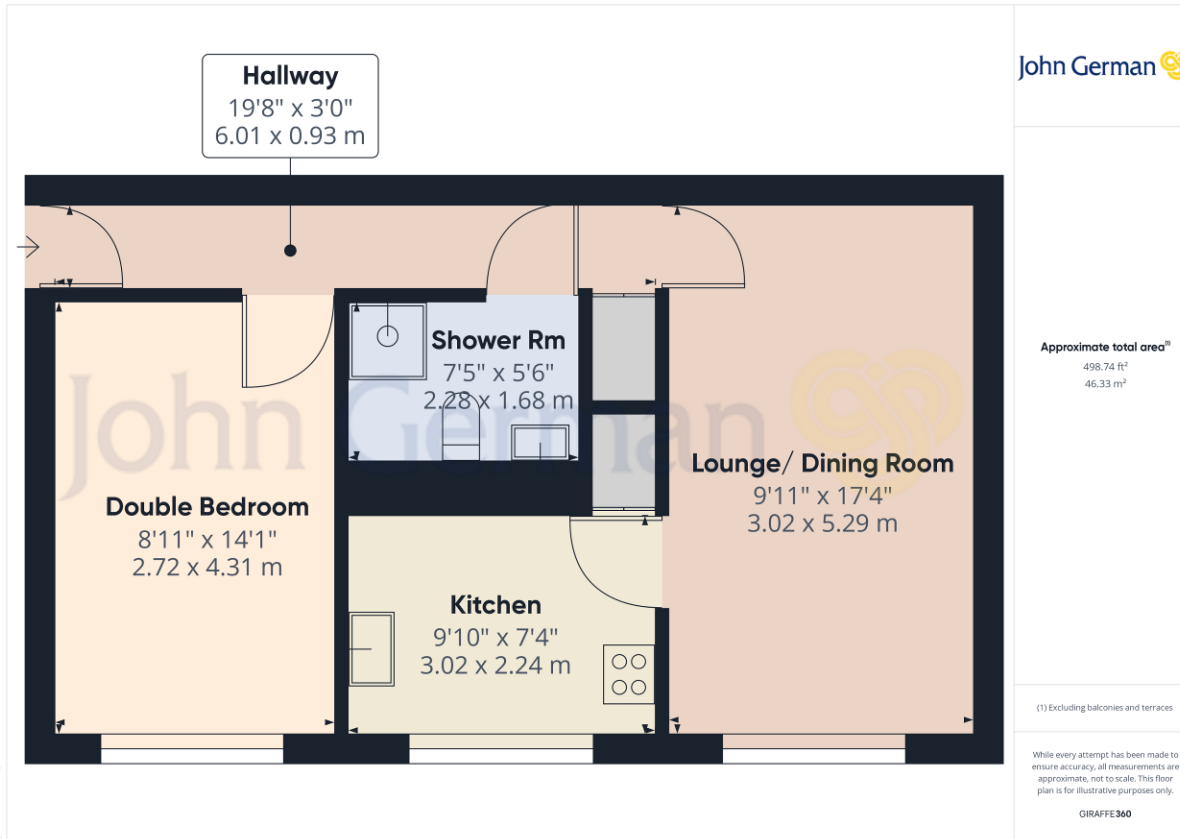 Hallway
19'8" x 3'0"
6.01 x 0.93 m
John German
Shower Rm
7'5" x 5'6"
2.28 x 1.68 m
John German
Lounge/ Dining Room
9'11" x 17'4"
3.02 x 5.29 m
Double Bedroom
8'11" x 14'1"
2.72 x 4.31 m
Kitchen
9'10" x 7'4"
3.02 x 2.24 m
Approximate total area⁽¹⁾
498.74 ft²
46.33 m²
(1) Excluding balconies and terraces
While every attempt has been made to
ensure accuracy, all measurements are
approximate, not to scale. This floor
plan is for illustrative purposes only.
GIRAFFE360